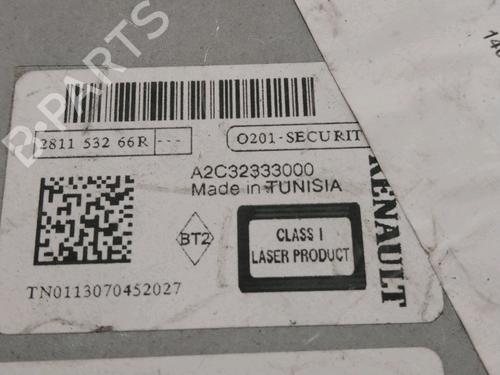 B-PARTS
2811 532 66R ---
O201-SECURIT
A2C32333000
Made in TUNISIA
BT2
CLASS I
LASER PRODUCT
RENAULT
TN0113070452027